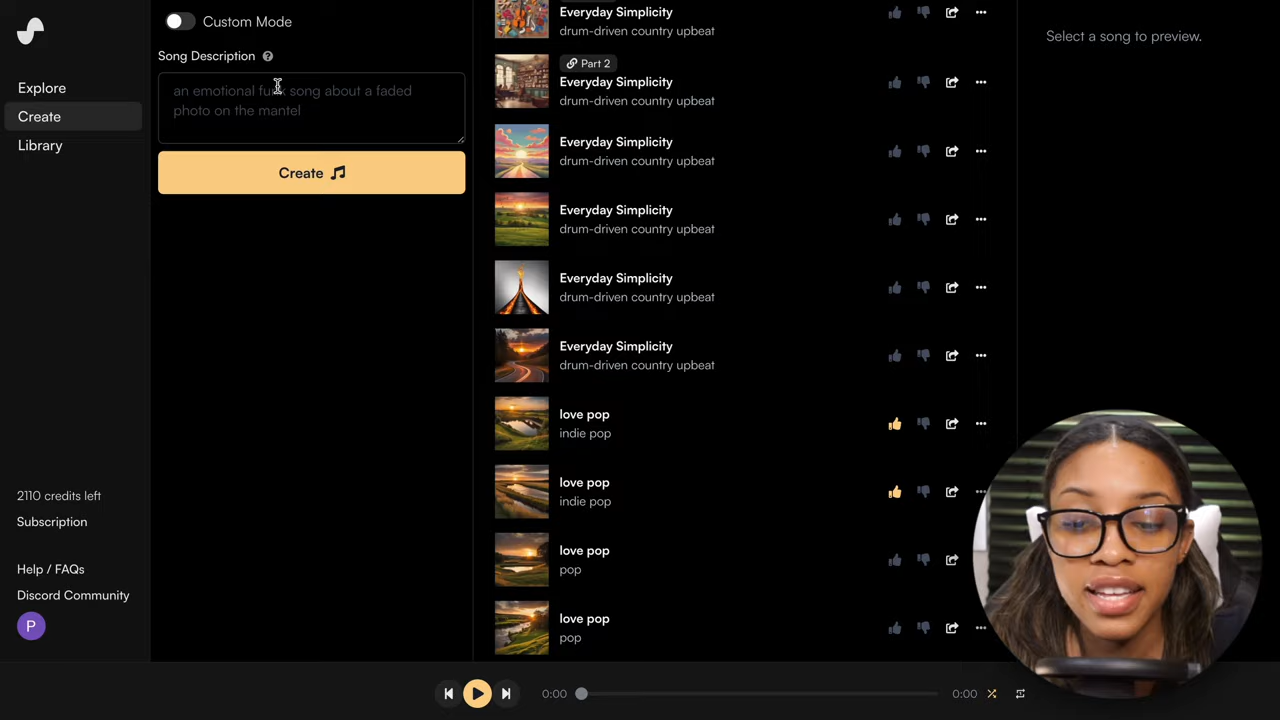 Custom Mode
Song Description ?
an emotional funk song about a faded
photo on the mantel
Create
Explore
Create
Library
2110 credits left
Subscription
Help / FAQs
Discord Community
P
Everyday Simplicity
drum-driven country upbeat
Part 2
Everyday Simplicity
drum-driven country upbeat
Everyday Simplicity
drum-driven country upbeat
Everyday Simplicity
drum-driven country upbeat
Everyday Simplicity
drum-driven country upbeat
Everyday Simplicity
drum-driven country upbeat
love pop
indie pop
love pop
indie pop
love pop
pop
love pop
pop
Select a song to preview.
0:00
0:00